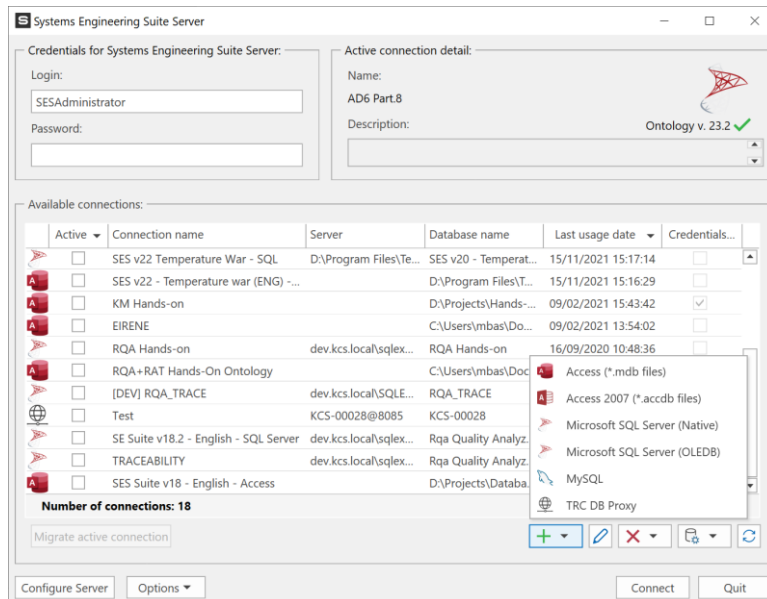 Systems Engineering Suite Server
Credentials for Systems Engineering Suite Server:
Login:
SESAdministrator
Password:
Active connection detail:
Name:
AD6 Part.8
Description:
Ontology v. 23.2
Available connections:
Active Connection name Server Database name Last usage date Credentials...
SES v22 Temperature War - SQL D:\Program Files\Te... SES v20 - Temperat... 15/11/2021 15:17:14
SES v22 - Temperature war (ENG) -... D:\Program Files\T... 15/11/2021 15:16:29
KM Hands-on D:\Projects\Hands-... 09/02/2021 15:43:42
EIRENE C:\Users\mbas\Do... 09/02/2021 13:54:02
RQA Hands-on dev.kcs.local\sqlex... RQA Hands-on 16/09/2020 10:48:36
RQA+RAT Hands-On Ontology C:\Users\mbas\Doc
[DEV] RQA_TRACE dev.kcs.local\SQLE... RQA_TRACE
Test KCS-00028@8085 KCS-00028
SE Suite v18.2 - English - SQL Server dev.kcs.local\sqlex... Rqa Quality Analyz.
TRACEABILITY dev.kcs.local\sqlex... Rqa Quality Analyz.
SES Suite v18 - English - Access D:\Projects\Databa.
Number of connections: 18
Access (*.mdb files)
Access 2007 (*.accdb files)
Microsoft SQL Server (Native)
Microsoft SQL Server (OLEDB)
MySQL
TRC DB Proxy
Migrate active connection
Configure Server Options Connect Quit